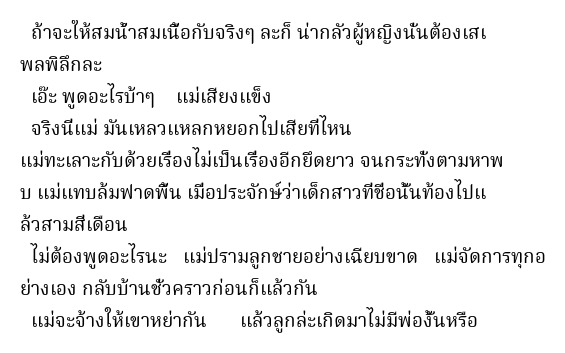 ถ้าจะให้สมน้ำสมเนื้อกับจริงๆ ละก็ น่ากลัวผู้หญิงนั้นต้องเสเ
พลพิลึกละ
เอ๊ะ พูดอะไรบ้าๆ แม่เสียงแข็ง
จริงนี่แม่ มันเหลวแหลกหยอกไปเสียที่ไหน
แม่ทะเลาะกับด้วยเรื่องไม่เป็นเรื่องอีกยืดยาว จนกระทั่งตามหาพ
บ แม่แทบล้มฟาดพื้น เมื่อประจักษ์ว่าเด็กสาวที่ชื่อนั้นท้องไปแ
ล้วสามสี่เดือน
ไม่ต้องพูดอะไรนะ แม่ปรามลูกชายอย่างเฉียบขาด แม่จัดการทุกอ
ย่างเอง กลับบ้านชั่วคราวก่อนก็แล้วกัน
แม่จะจ้างให้เขาหย่ากัน แล้วลูกล่ะเกิดมาไม่มีพ่องั้นหรือ